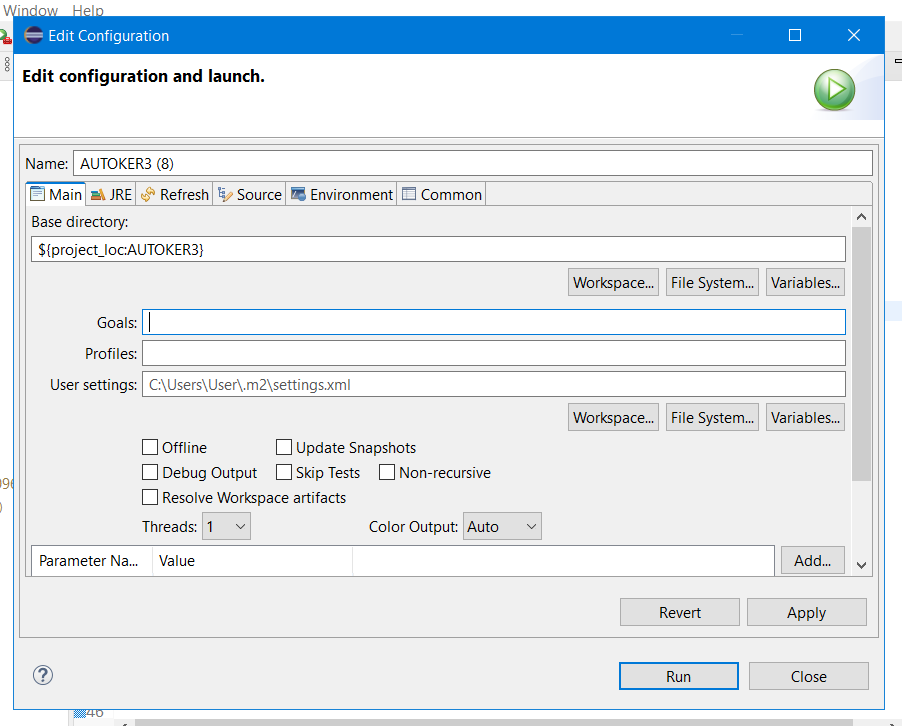 Window Help
Edit Configuration
Edit configuration and launch.
Name: AUTOKER3 (8)
Main JRE Refresh Source Environment Common
Base directory:
${project_loc:AUTOKER3}
Workspace... File System... Variables...
Goals:
Profiles:
User settings: C:\Users\User\.m2\settings.xml
Workspace... File System... Variables...
Offline Update Snapshots
Debug Output Skip Tests Non-recursive
Resolve Workspace artifacts
Threads: 1 Color Output: Auto
Parameter Na... Value Add...
Revert Apply
Run Close
46